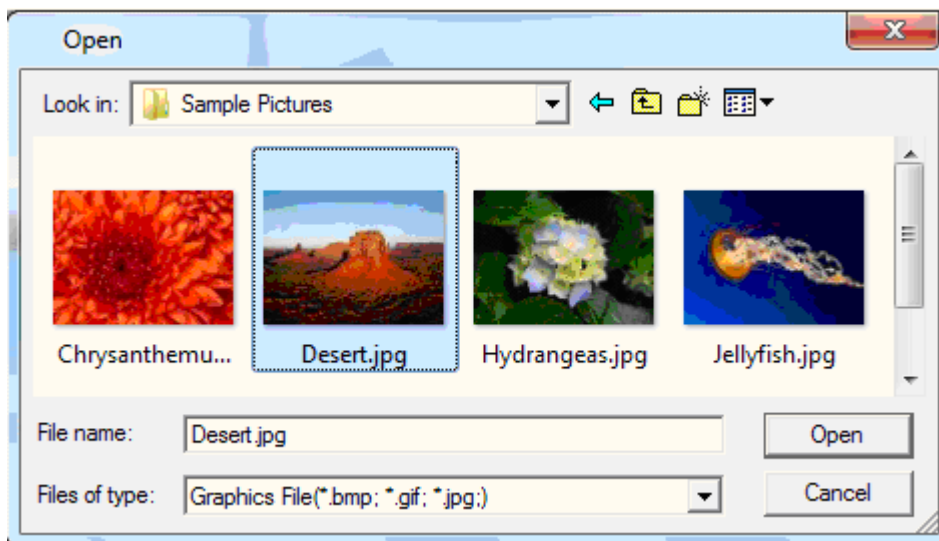 Open
Look in: Sample Pictures
Chrysanthemu... Desert.jpg Hydrangeas.jpg Jellyfish.jpg
File name: Desert.jpg Open
Files of type: Graphics File(*.bmp; *.gif; *.jpg;) Cancel